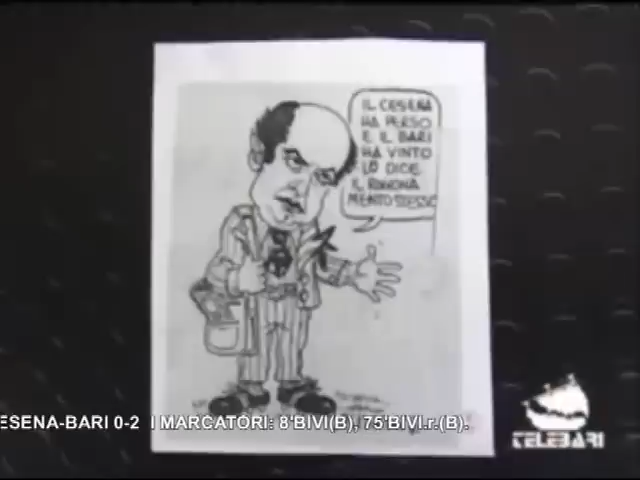 IL CESENA
HA PERSO
E IL BARI
HA VINTO
LO DICE
IL RAGIONA
MENTO STESSO
ESENA-BARI 0-2 I MARCATORI: 8'BIVI(B), 75'BIVI.r.(B).
TELEBARI